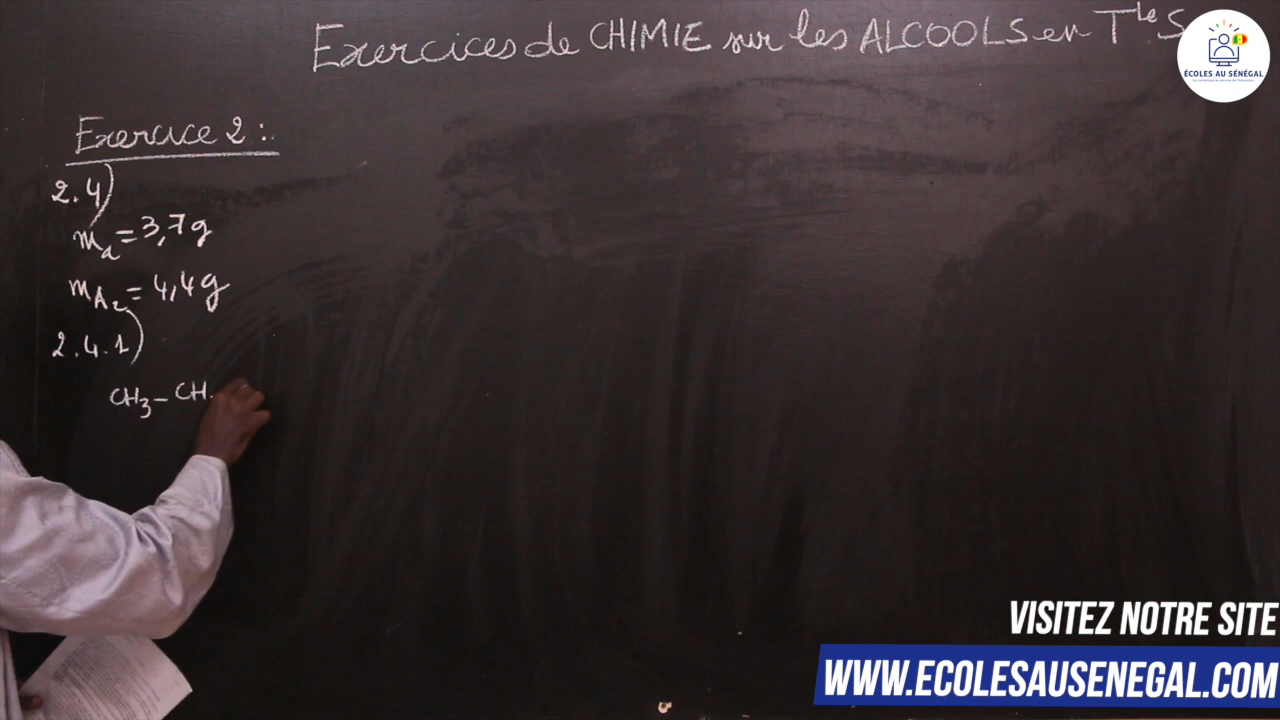 Exercices de CHIMIE sur les ALCOOLS en Tle S
ÉCOLES AU SÉNÉGAL
Exercice 2 :
2.4)
ma = 3,7 g
mA2 = 4,4 g
2.4.1)
CH3 - CH
VISITEZ NOTRE SITE
WWW.ECOLESAUSENEGAL.COM